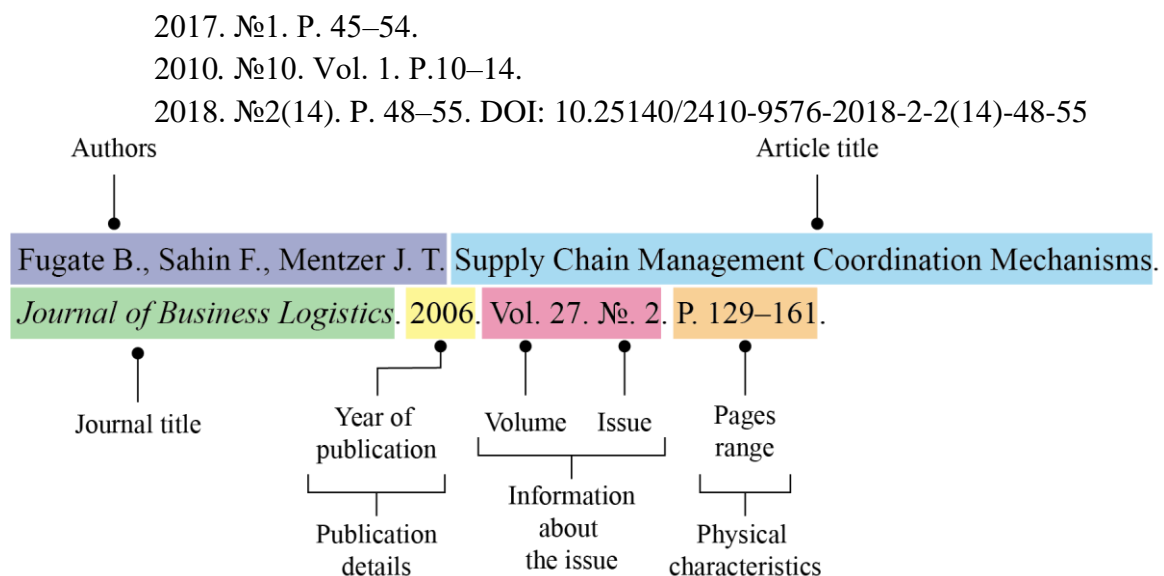 2017. №1. P. 45–54.
2010. №10. Vol. 1. P.10–14.
2018. №2(14). P. 48–55. DOI: 10.25140/2410-9576-2018-2-2(14)-48-55
Authors
Article title
Fugate B., Sahin F., Mentzer J. T. Supply Chain Management Coordination Mechanisms.
Journal of Business Logistics. 2006. Vol. 27. №. 2. P. 129–161.
Journal title
Year of
publication
Volume
Issue
Pages
range
Publication
details
Information
about
the issue
Physical
characteristics